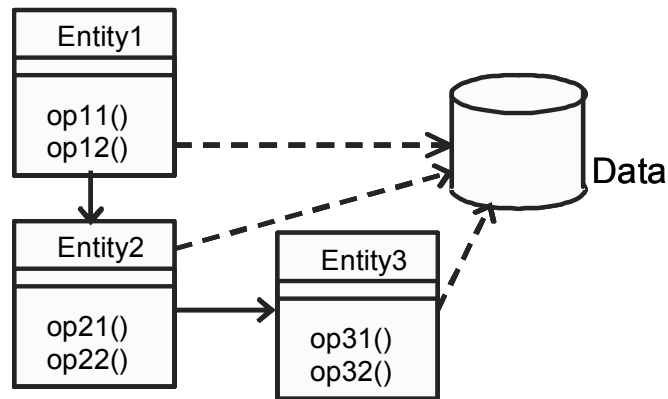 Entity1
op11()
op12()
Data
Entity2
op21()
op22()
Entity3
op31()
op32()